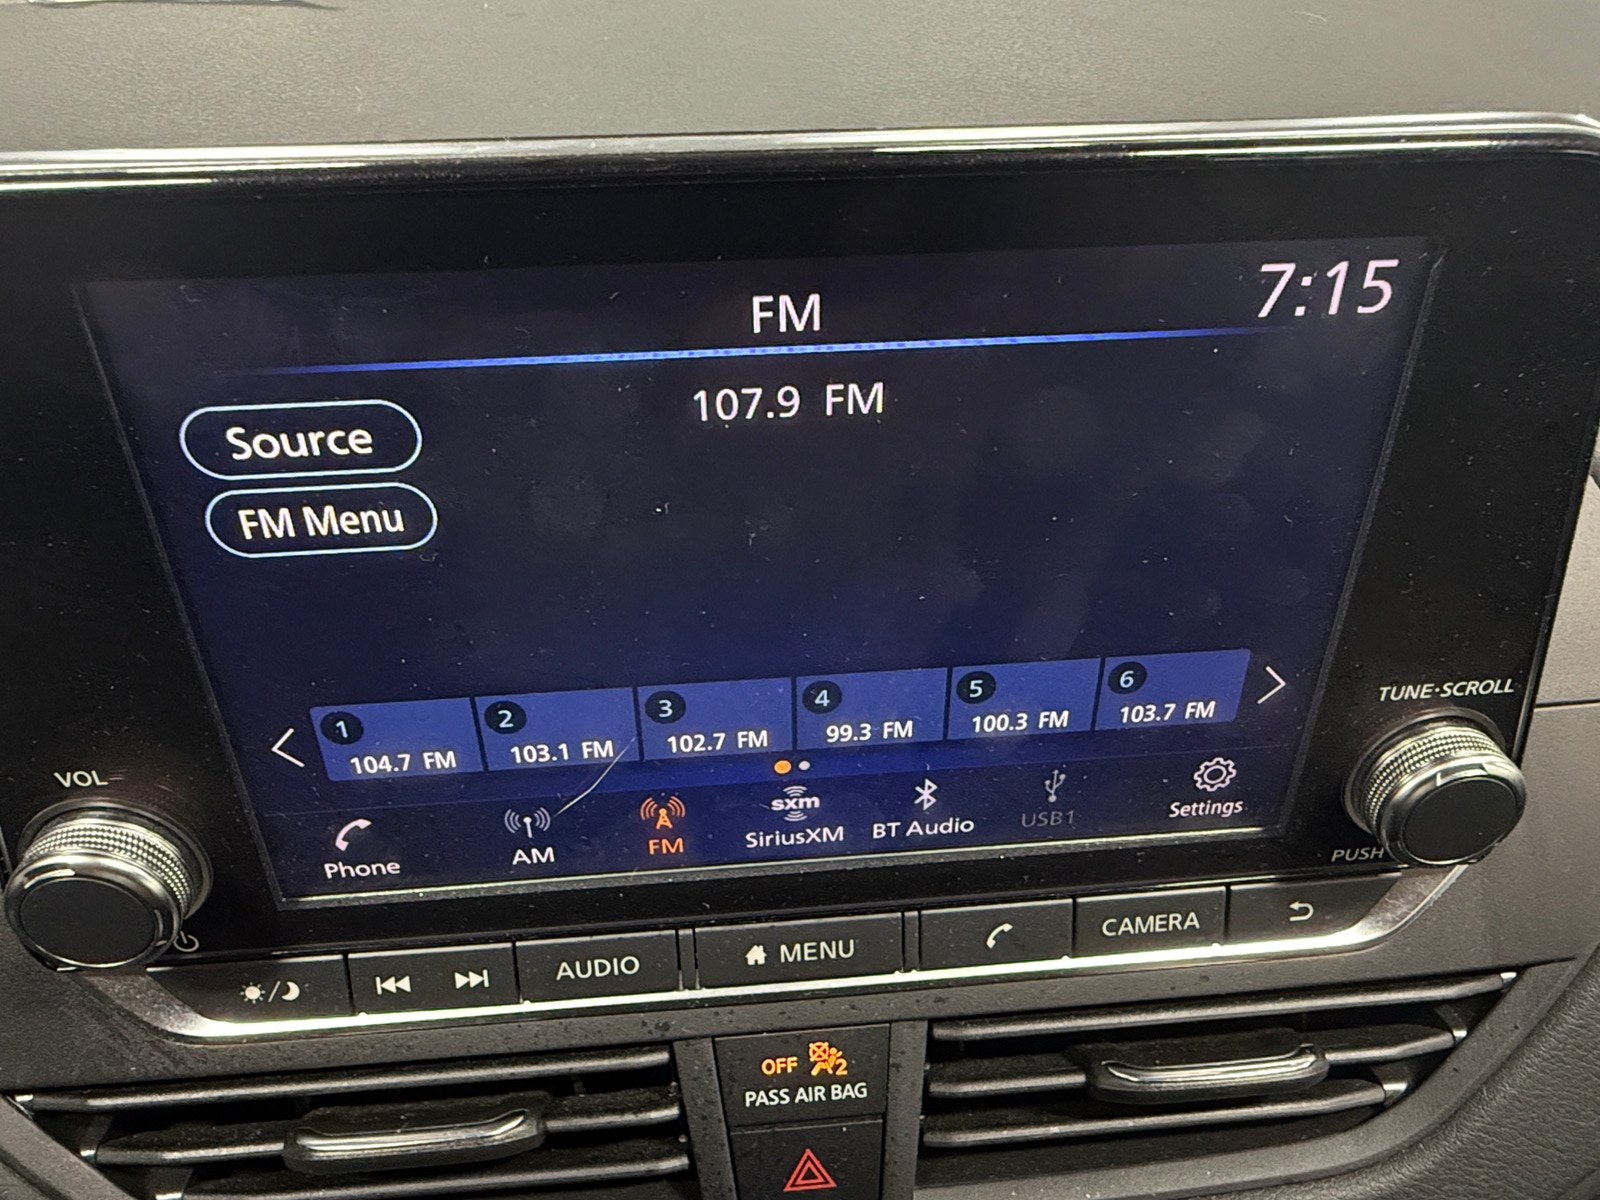 FM
7:15
107.9 FM
Source
FM Menu
1
104.7 FM
2
103.1 FM
3
102.7 FM
4
99.3 FM
5
100.3 FM
6
103.7 FM
Phone
AM
FM
sxm
SiriusXM
BT Audio
USB1
Settings
VOL
TUNE·SCROLL
PUSH
AUDIO
MENU
CAMERA
OFF 2
PASS AIR BAG